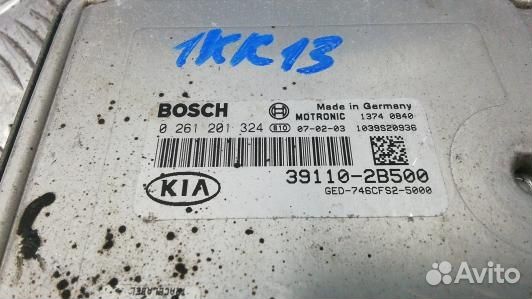 1KK13
BOSCH
Made in Germany
MOTRONIC 1374 0840
0 261 201 324 B10 07-02-03 1039S20936
39110-2B500
KIA
GED-746CFS2-5000
Avito